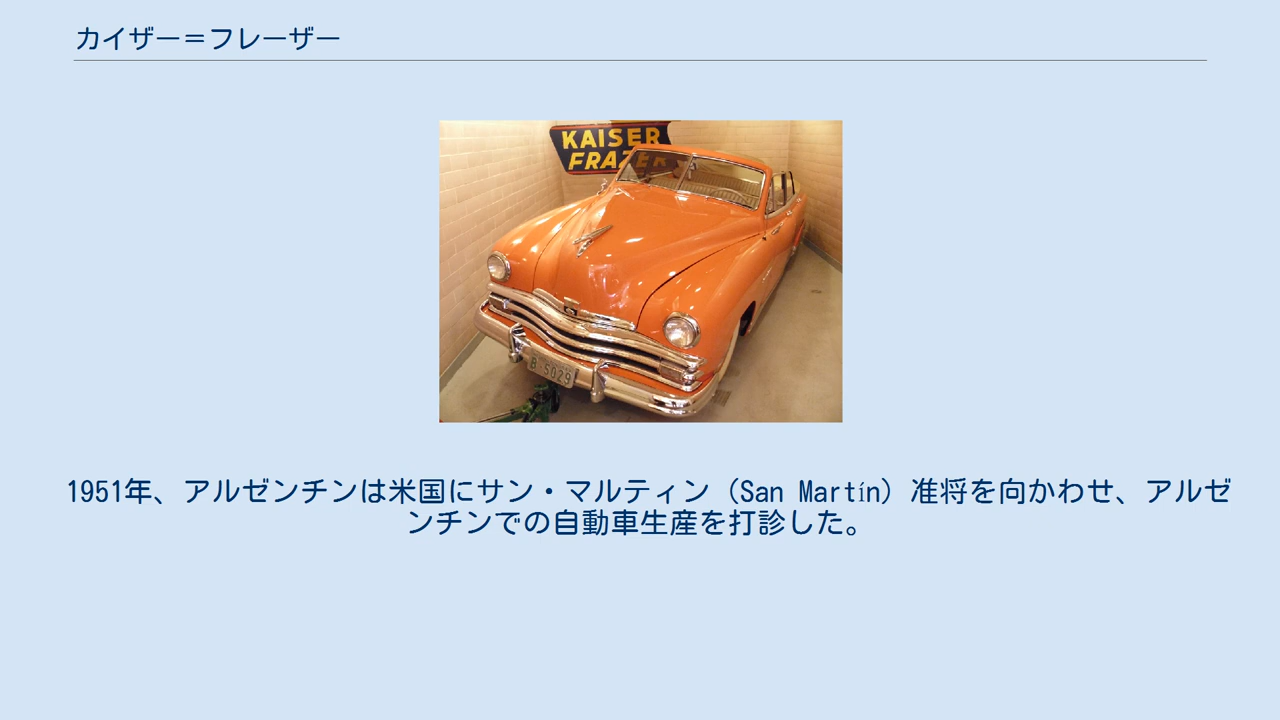 カイザー＝フレーザー
KAISER
FRAZER
B·5029
1951年、アルゼンチンは米国にサン・マルティン（San Martín）准将を向かわせ、アルゼ
ンチンでの自動車生産を打診した。